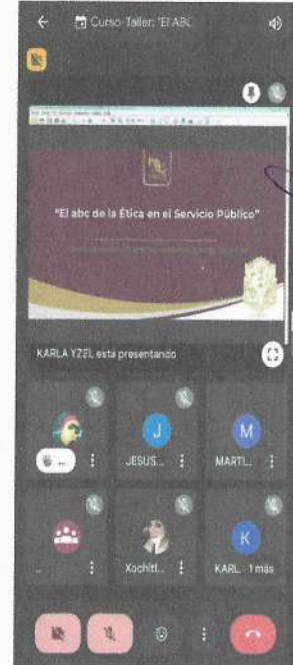 Curso-Taller: "El ABC
"El abc de la Ética en el Servicio Público"
KARLA YZEL está presentando
JESUS...
J
MARTI...
M
Xochitl...
KARL...
K
1 más